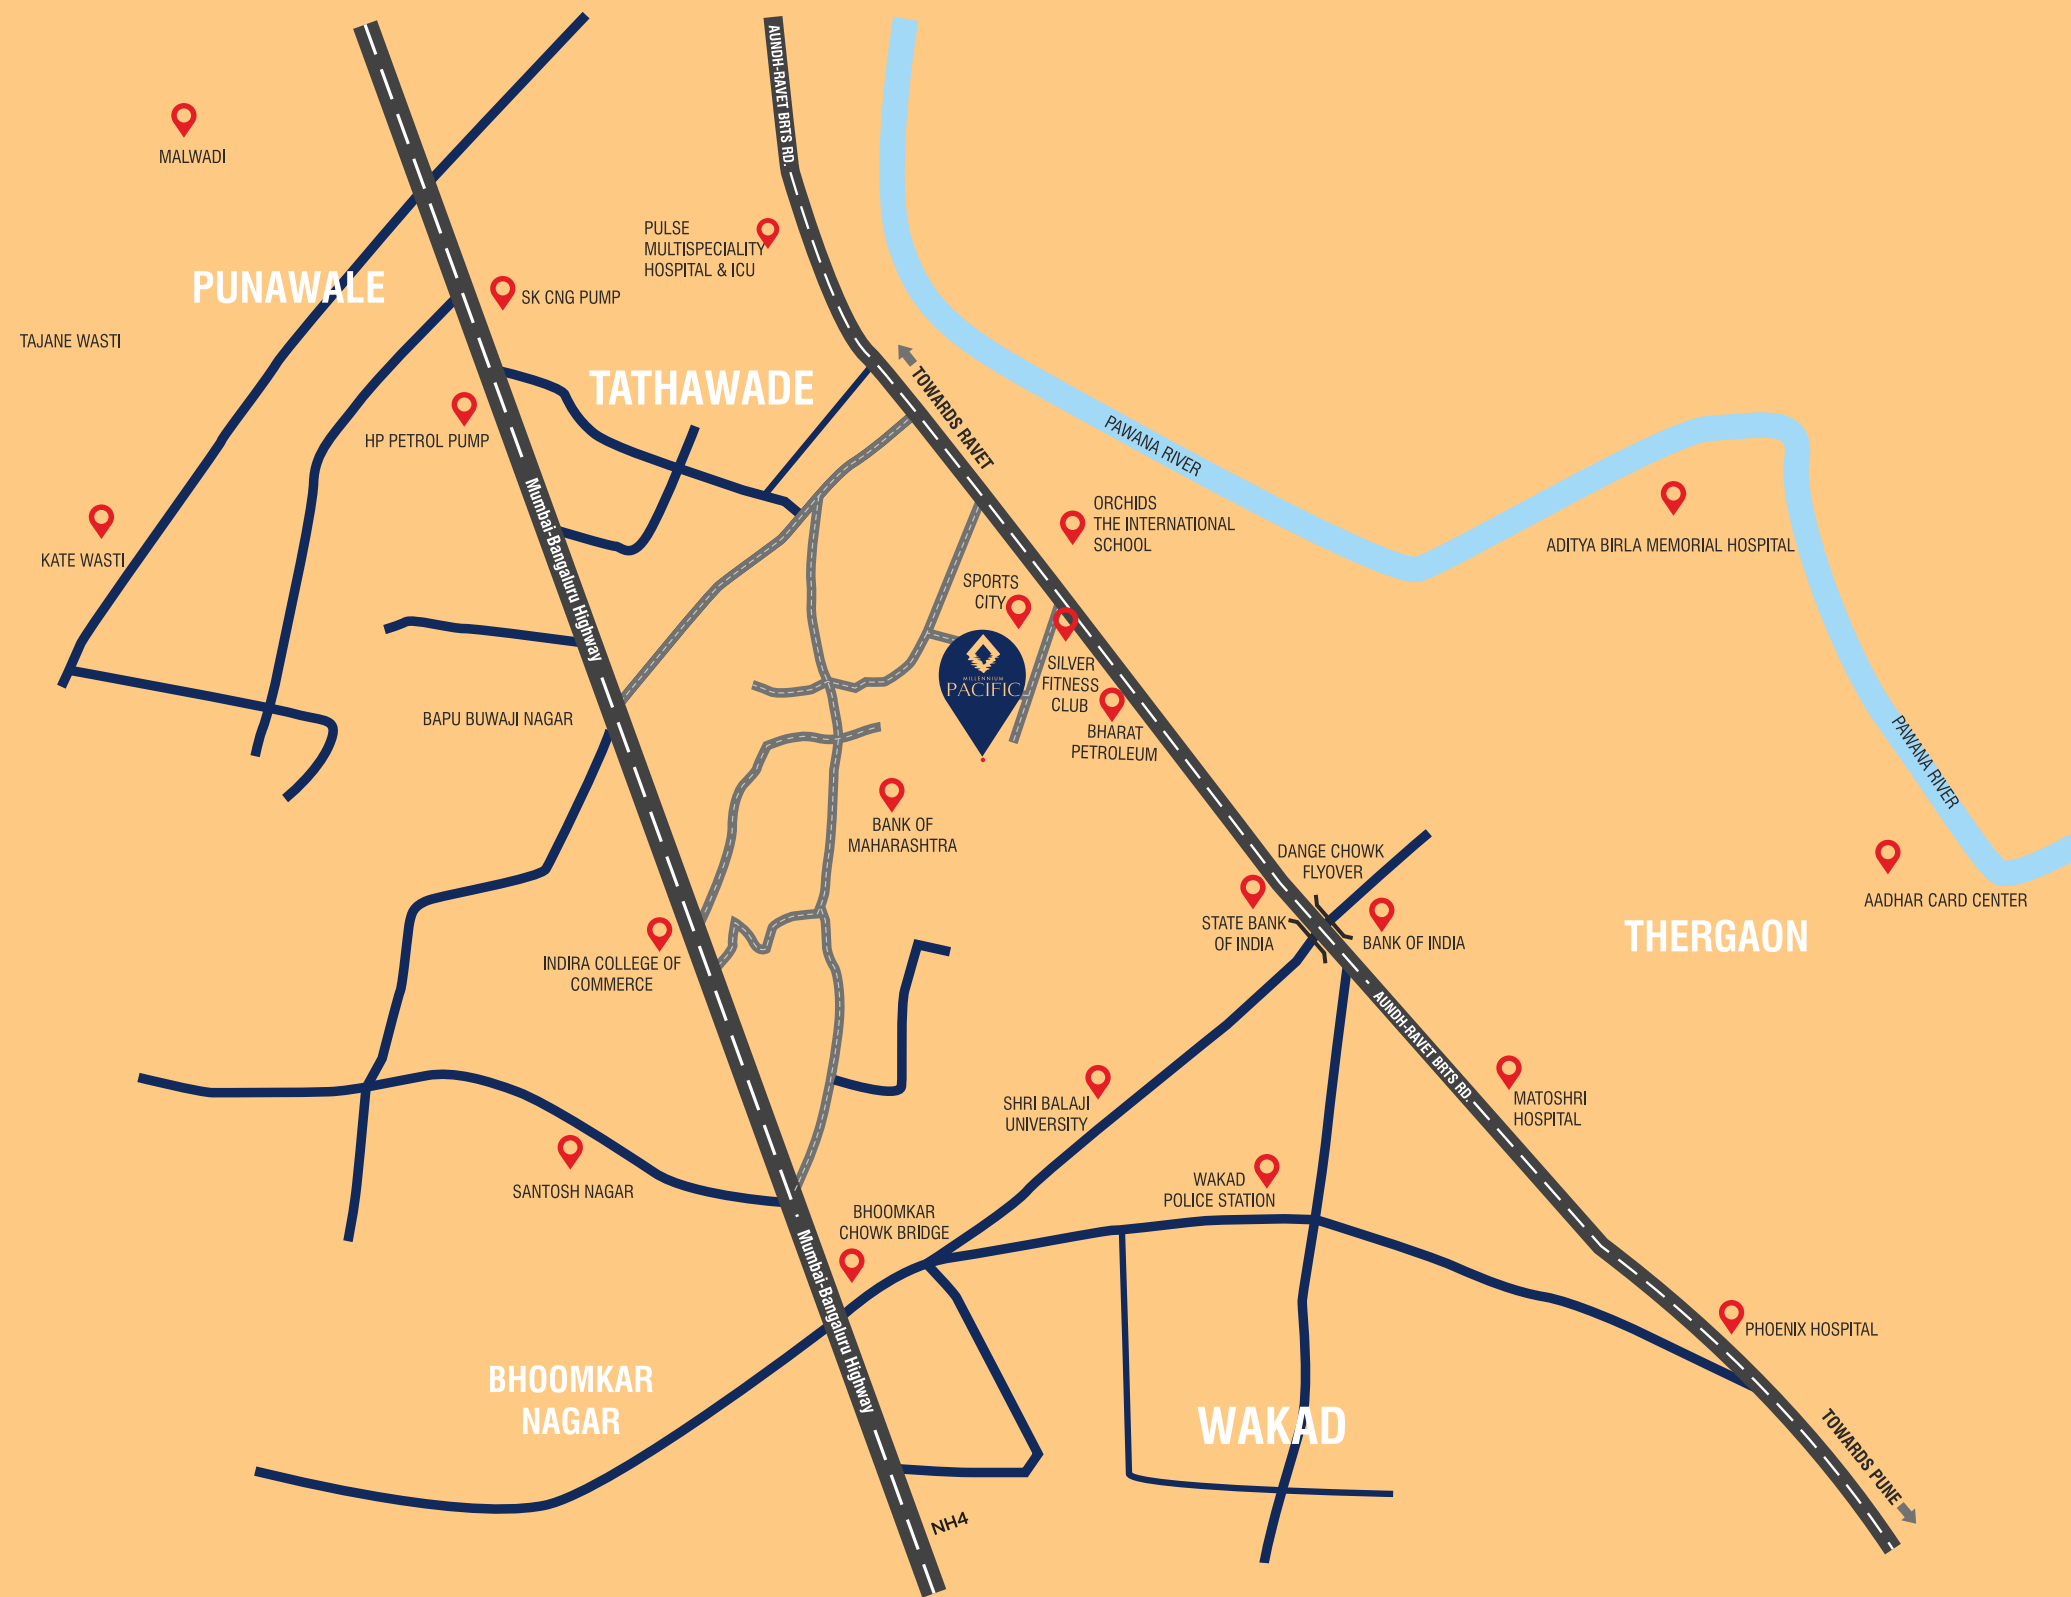 AUNDH-RAVET BRTS RD.
MALWADI
PULSE
MULTISPECIALITY
HOSPITAL & ICU
PUNAWALE
SK CNG PUMP
TAJANE WASTI
TATHAWADE
TOWARDS RAVET
HP PETROL PUMP
PAWANA RIVER
Mumbai-Bangaluru Highway
ORCHIDS
THE INTERNATIONAL
SCHOOL
ADITYA BIRLA MEMORIAL HOSPITAL
KATE WASTI
SPORTS
CITY
MILLENNIUM
PACIFIC
SILVER
FITNESS
CLUB
BAPU BUWAJI NAGAR
BHARAT
PETROLEUM
PAWANA RIVER
BANK OF
MAHARASHTRA
DANGE CHOWK
FLYOVER
STATE BANK
OF INDIA
BANK OF INDIA
AADHAR CARD CENTER
THERGAON
INDIRA COLLEGE OF
COMMERCE
AUNDH-RAVET BRTS RD.
SHRI BALAJI
UNIVERSITY
MATOSHRI
HOSPITAL
SANTOSH NAGAR
WAKAD
POLICE STATION
BHOOMKAR
CHOWK BRIDGE
Mumbai-Bangaluru Highway
PHOENIX HOSPITAL
BHOOMKAR
NAGAR
WAKAD
TOWARDS PUNE
NH4